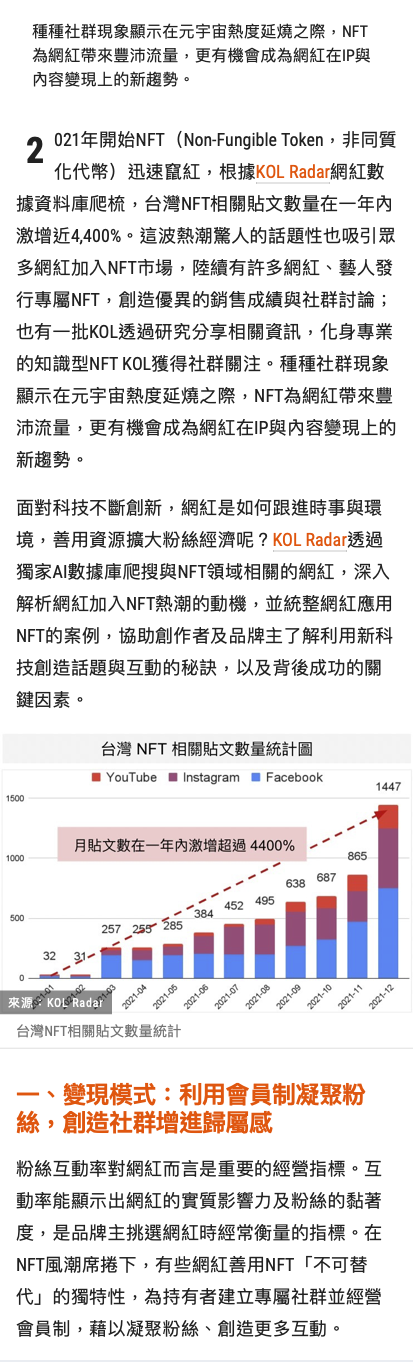 種種社群現象顯示在元宇宙熱度延燒之際，NFT
為網紅帶來豐沛流量，更有機會成為網紅在IP與
內容變現上的新趨勢。
2021年開始NFT（Non-Fungible Token，非同質
化代幣）迅速竄紅，根據KOL Radar網紅數
據資料庫爬梳，台灣NFT相關貼文數量在一年內
激增近4,400%。這波熱潮驚人的話題性也吸引眾
多網紅加入NFT市場，陸續有許多網紅、藝人發
行專屬NFT，創造優異的銷售成績與社群討論；
也有一批KOL透過研究分享相關資訊，化身專業
的知識型NFT KOL獲得社群關注。種種社群現象
顯示在元宇宙熱度延燒之際，NFT為網紅帶來豐
沛流量，更有機會成為網紅在IP與內容變現上的
新趨勢。
面對科技不斷創新，網紅是如何跟進時事與環
境，善用資源擴大粉絲經濟呢？KOL Radar透過
獨家AI數據庫爬搜與NFT領域相關的網紅，深入
解析網紅加入NFT熱潮的動機，並統整網紅應用
NFT的案例，協助創作者及品牌主了解利用新科
技創造話題與互動的秘訣，以及背後成功的關
鍵因素。
台灣 NFT 相關貼文數量統計圖
YouTube Instagram Facebook
1447
1500
月貼文數在一年內激增超過 4400%
1000
865
638 687
452 495
500
384
257 255 285
32 31
0
2021-01 2021-02 2021-03 2021-04 2021-05 2021-06 2021-07 2021-08 2021-09 2021-10 2021-11 2021-12
來源：KOL Radar
台灣NFT相關貼文數量統計
一、變現模式：利用會員制凝聚粉
絲，創造社群增進歸屬感
粉絲互動率對網紅而言是重要的經營指標。互
動率能顯示出網紅的實質影響力及粉絲的黏著
度，是品牌主挑選網紅時經常衡量的指標。在
NFT風潮席捲下，有些網紅善用NFT「不可替
代」的獨特性，為持有者建立專屬社群並經營
會員制，藉以凝聚粉絲、創造更多互動。